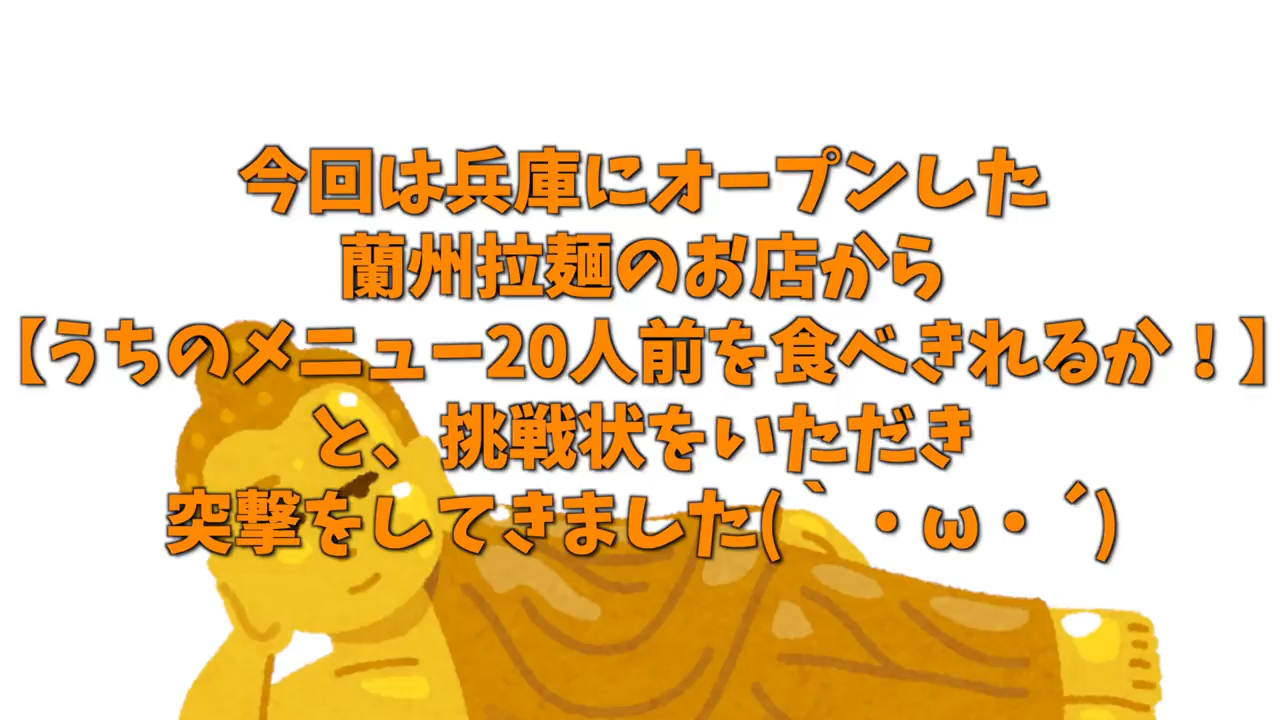 今回は兵庫にオープンした
蘭州拉麺のお店から
【うちのメニュー20人前を食べきれるか！】
と、挑戦状をいただき
突撃をしてきました(｀・ω・´)